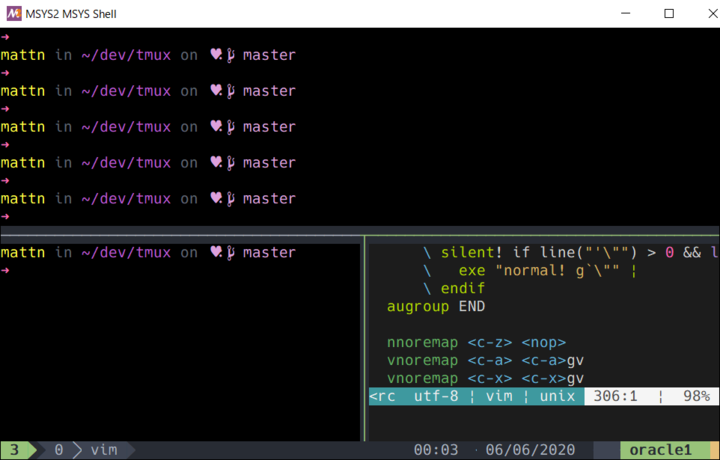 MSYS2 MSYS Shell
➜
mattn in ~/dev/tmux on master
➜
mattn in ~/dev/tmux on master
➜
mattn in ~/dev/tmux on master
➜
mattn in ~/dev/tmux on master
➜
mattn in ~/dev/tmux on master
➜
mattn in ~/dev/tmux on master
➜
\ silent! if line("'\"") > 0 && l
\   exe "normal! g`\"" ¦
\ endif
augroup END
nnoremap <c-z> <nop>
vnoremap <c-a> <c-a>gv
vnoremap <c-x> <c-x>gv
<rc utf-8 ¦ vim ¦ unix 306:1 ¦ 98%
3 0 vim 00:03 · 06/06/2020 oracle1